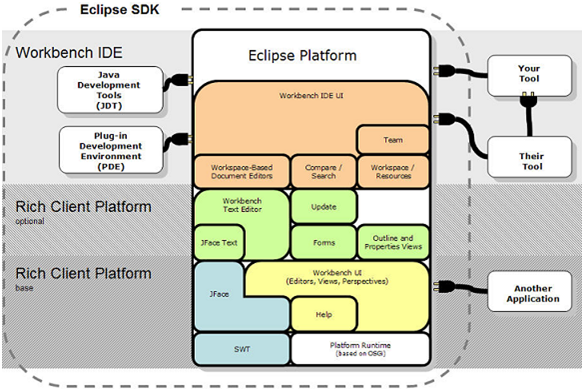 Eclipse SDK
Workbench IDE
Eclipse Platform
Java
Development
Tools
(JDT)
Your
Tool
Workbench IDE UI
Plug-in
Development
Environment
(PDE)
Team
Their
Tool
Workspace-Based
Document Editors
Compare /
Search
Workspace /
Resources
Rich Client Platform
optional
Workbench
Text Editor
Update
JFace Text
Forms
Outline and
Properties Views
Rich Client Platform
base
JFace
Workbench UI
(Editors, Views, Perspectives)
Another
Application
Help
SWT
Platform Runtime
(based on OSGi)